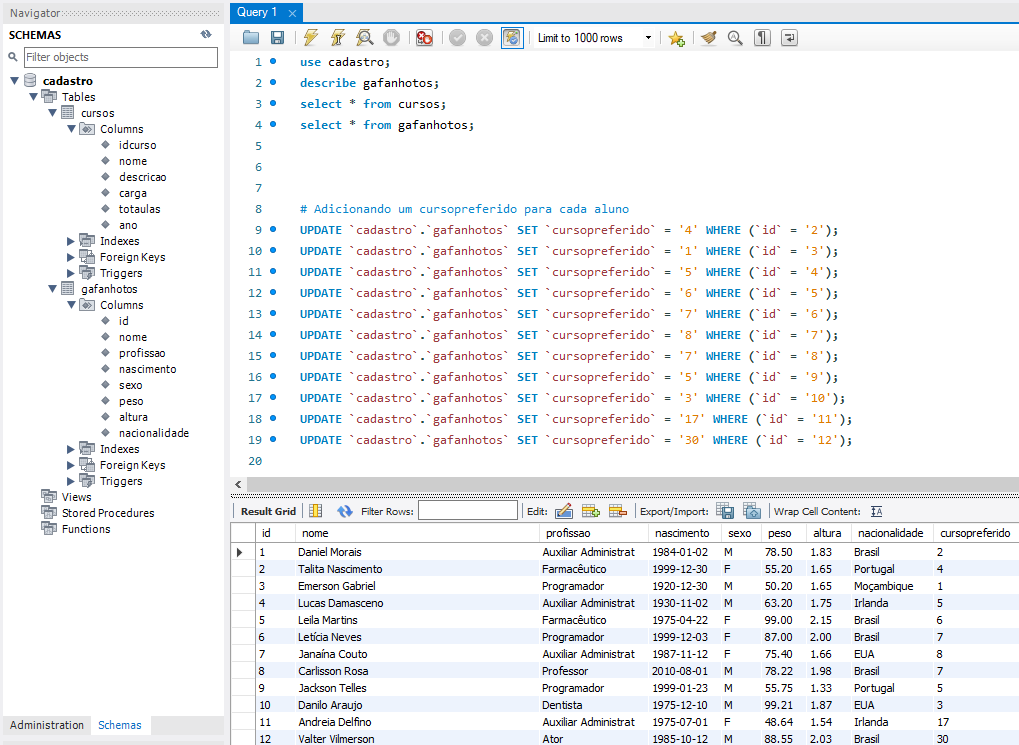 Navigator
SCHEMAS
Filter objects
cadastro
Tables
cursos
Columns
idcurso
nome
descricao
carga
totaulas
ano
Indexes
Foreign Keys
Triggers
gafanhotos
Columns
id
nome
profissao
nascimento
sexo
peso
altura
nacionalidade
Indexes
Foreign Keys
Triggers
Views
Stored Procedures
Functions
Administration Schemas
Query 1
Limit to 1000 rows
1 use cadastro;
2 describe gafanhotos;
3 select * from cursos;
4 select * from gafanhotos;
5
6
7
8 # Adicionando um cursopreferido para cada aluno
9 UPDATE `cadastro`.`gafanhotos` SET `cursopreferido` = '4' WHERE (`id` = '2');
10 UPDATE `cadastro`.`gafanhotos` SET `cursopreferido` = '1' WHERE (`id` = '3');
11 UPDATE `cadastro`.`gafanhotos` SET `cursopreferido` = '5' WHERE (`id` = '4');
12 UPDATE `cadastro`.`gafanhotos` SET `cursopreferido` = '6' WHERE (`id` = '5');
13 UPDATE `cadastro`.`gafanhotos` SET `cursopreferido` = '7' WHERE (`id` = '6');
14 UPDATE `cadastro`.`gafanhotos` SET `cursopreferido` = '8' WHERE (`id` = '7');
15 UPDATE `cadastro`.`gafanhotos` SET `cursopreferido` = '7' WHERE (`id` = '8');
16 UPDATE `cadastro`.`gafanhotos` SET `cursopreferido` = '5' WHERE (`id` = '9');
17 UPDATE `cadastro`.`gafanhotos` SET `cursopreferido` = '3' WHERE (`id` = '10');
18 UPDATE `cadastro`.`gafanhotos` SET `cursopreferido` = '17' WHERE (`id` = '11');
19 UPDATE `cadastro`.`gafanhotos` SET `cursopreferido` = '30' WHERE (`id` = '12');
20
Result Grid Filter Rows: Edit: Export/Import: Wrap Cell Content:
id nome profissao nascimento sexo peso altura nacionalidade cursopreferido
1 Daniel Morais Auxiliar Administrat 1984-01-02 M 78.50 1.83 Brasil 2
2 Talita Nascimento Farmacêutico 1999-12-30 F 55.20 1.65 Portugal 4
3 Emerson Gabriel Programador 1920-12-30 M 50.20 1.65 Moçambique 1
4 Lucas Damasceno Auxiliar Administrat 1930-11-02 M 63.20 1.75 Irlanda 5
5 Leila Martins Farmacêutico 1975-04-22 F 99.00 2.15 Brasil 6
6 Letícia Neves Programador 1999-12-03 F 87.00 2.00 Brasil 7
7 Janaína Couto Auxiliar Administrat 1987-11-12 F 75.40 1.66 EUA 8
8 Carlisson Rosa Professor 2010-08-01 M 78.22 1.98 Brasil 7
9 Jackson Telles Programador 1999-01-23 M 55.75 1.33 Portugal 5
10 Danilo Araujo Dentista 1975-12-10 M 99.21 1.87 EUA 3
11 Andreia Delfino Auxiliar Administrat 1975-07-01 F 48.64 1.54 Irlanda 17
12 Valter Vilmerson Ator 1985-10-12 M 88.55 2.03 Brasil 30